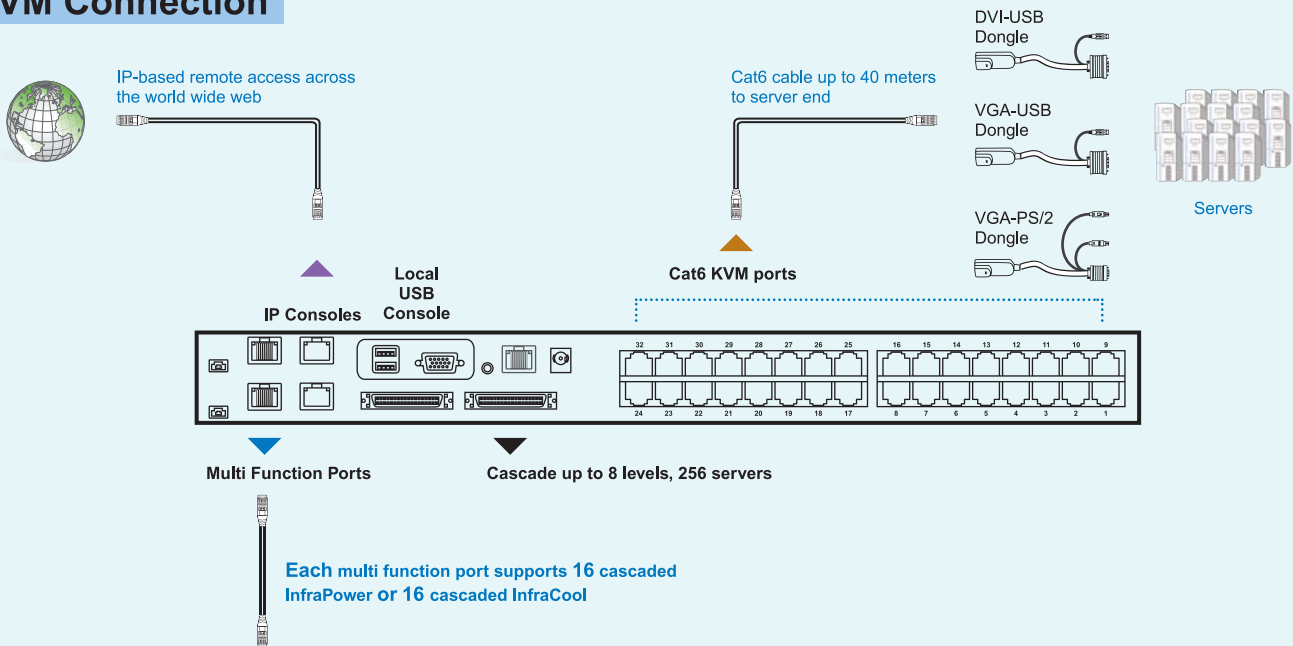 VM Connection
DVI-USB
Dongle
IP-based remote access across
the world wide web
Cat6 cable up to 40 meters
to server end
VGA-USB
Dongle
Servers
VGA-PS/2
Dongle
Local
USB
Console
IP Consoles
Cat6 KVM ports
32 31 30 29 28 27 26 25 16 15 14 13 12 11 10 9
24 23 22 21 20 19 18 17 8 7 6 5 4 3 2 1
Multi Function Ports
Cascade up to 8 levels, 256 servers
Each multi function port supports 16 cascaded
InfraPower or 16 cascaded InfraCool